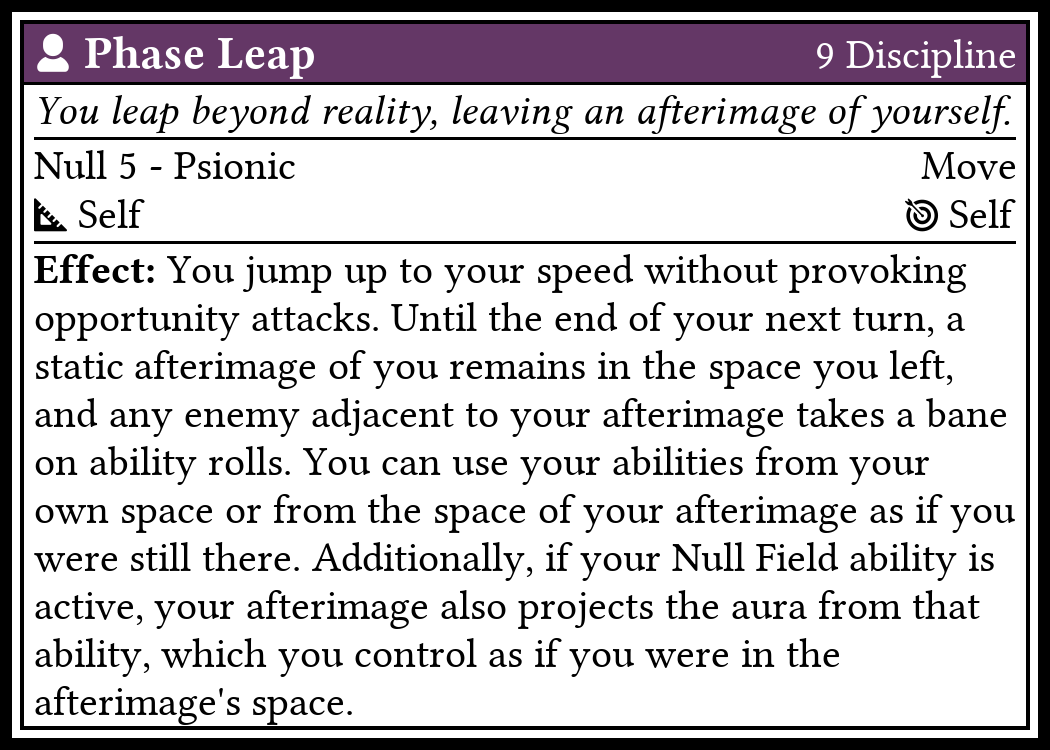 Phase Leap 9 Discipline
You leap beyond reality, leaving an afterimage of yourself.
Null 5 - Psionic Move
Self Self
Effect: You jump up to your speed without provoking
opportunity attacks. Until the end of your next turn, a
static afterimage of you remains in the space you left,
and any enemy adjacent to your afterimage takes a bane
on ability rolls. You can use your abilities from your
own space or from the space of your afterimage as if you
were still there. Additionally, if your Null Field ability is
active, your afterimage also projects the aura from that
ability, which you control as if you were in the
afterimage's space.